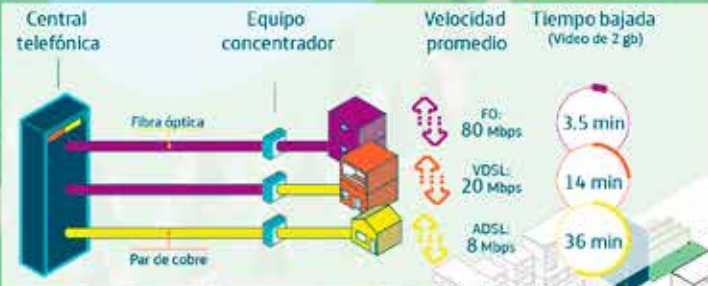 Central
telefónica
Equipo
concentrador
Velocidad
promedio
Tiempo bajada
(Video de 2 gb)
Fibra óptica
FO:
80 Mbps
3.5 min
VDSL:
20 Mbps
14 min
ADSL:
8 Mbps
36 min
Par de cobre